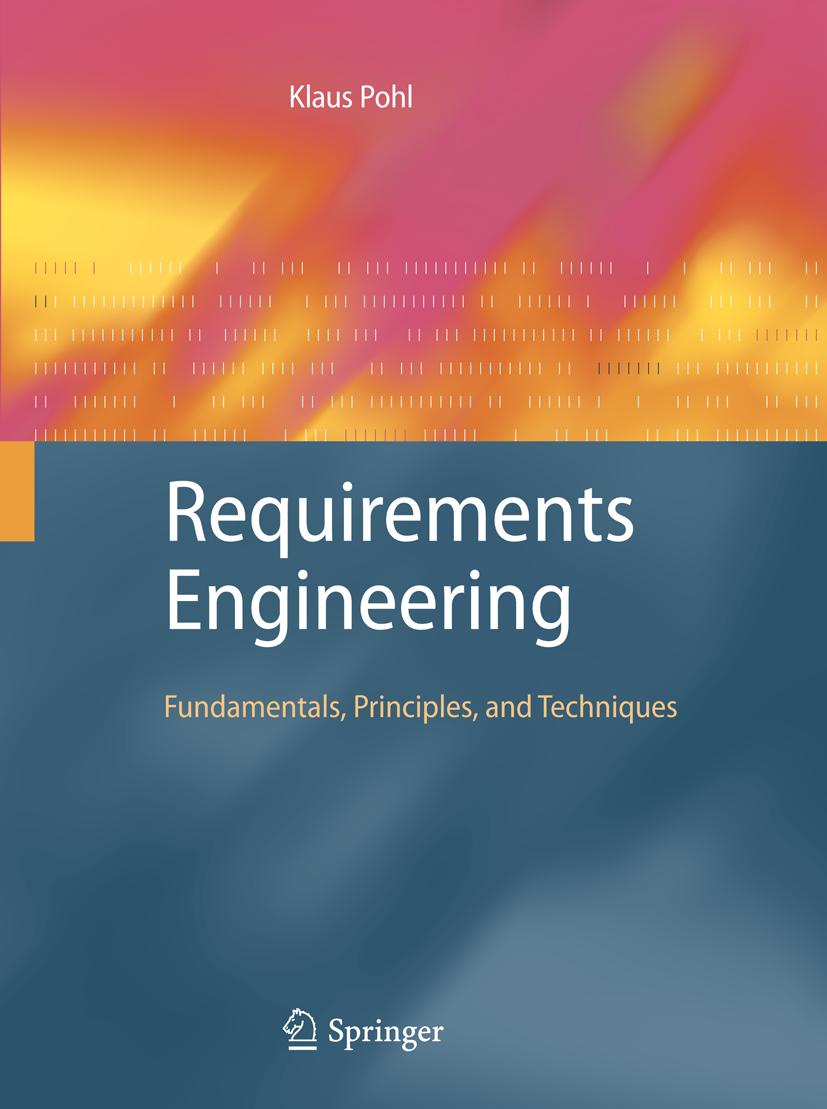 Klaus Pohl
Requirements
Engineering
Fundamentals, Principles, and Techniques
Springer